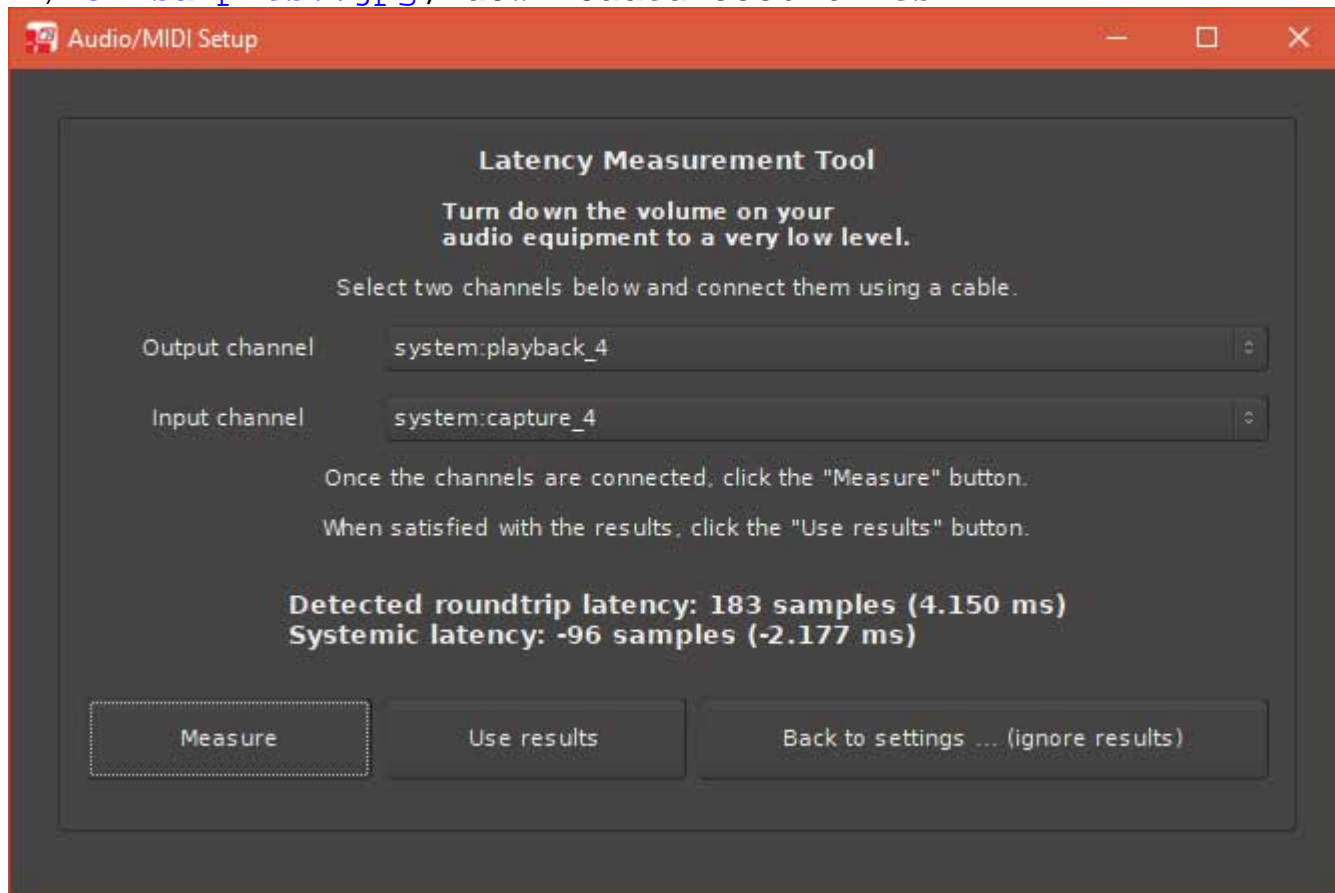 Audio/MIDI Setup
Latency Measurement Tool
Turn down the volume on your
audio equipment to a very low level.
Select two channels below and connect them using a cable.
Output channel system:playback_4
Input channel system:capture_4
Once the channels are connected, click the "Measure" button.
When satisfied with the results, click the "Use results" button.
Detected roundtrip latency: 183 samples (4.150 ms)
Systemic latency: -96 samples (-2.177 ms)
Measure Use results Back to settings ... (ignore results)